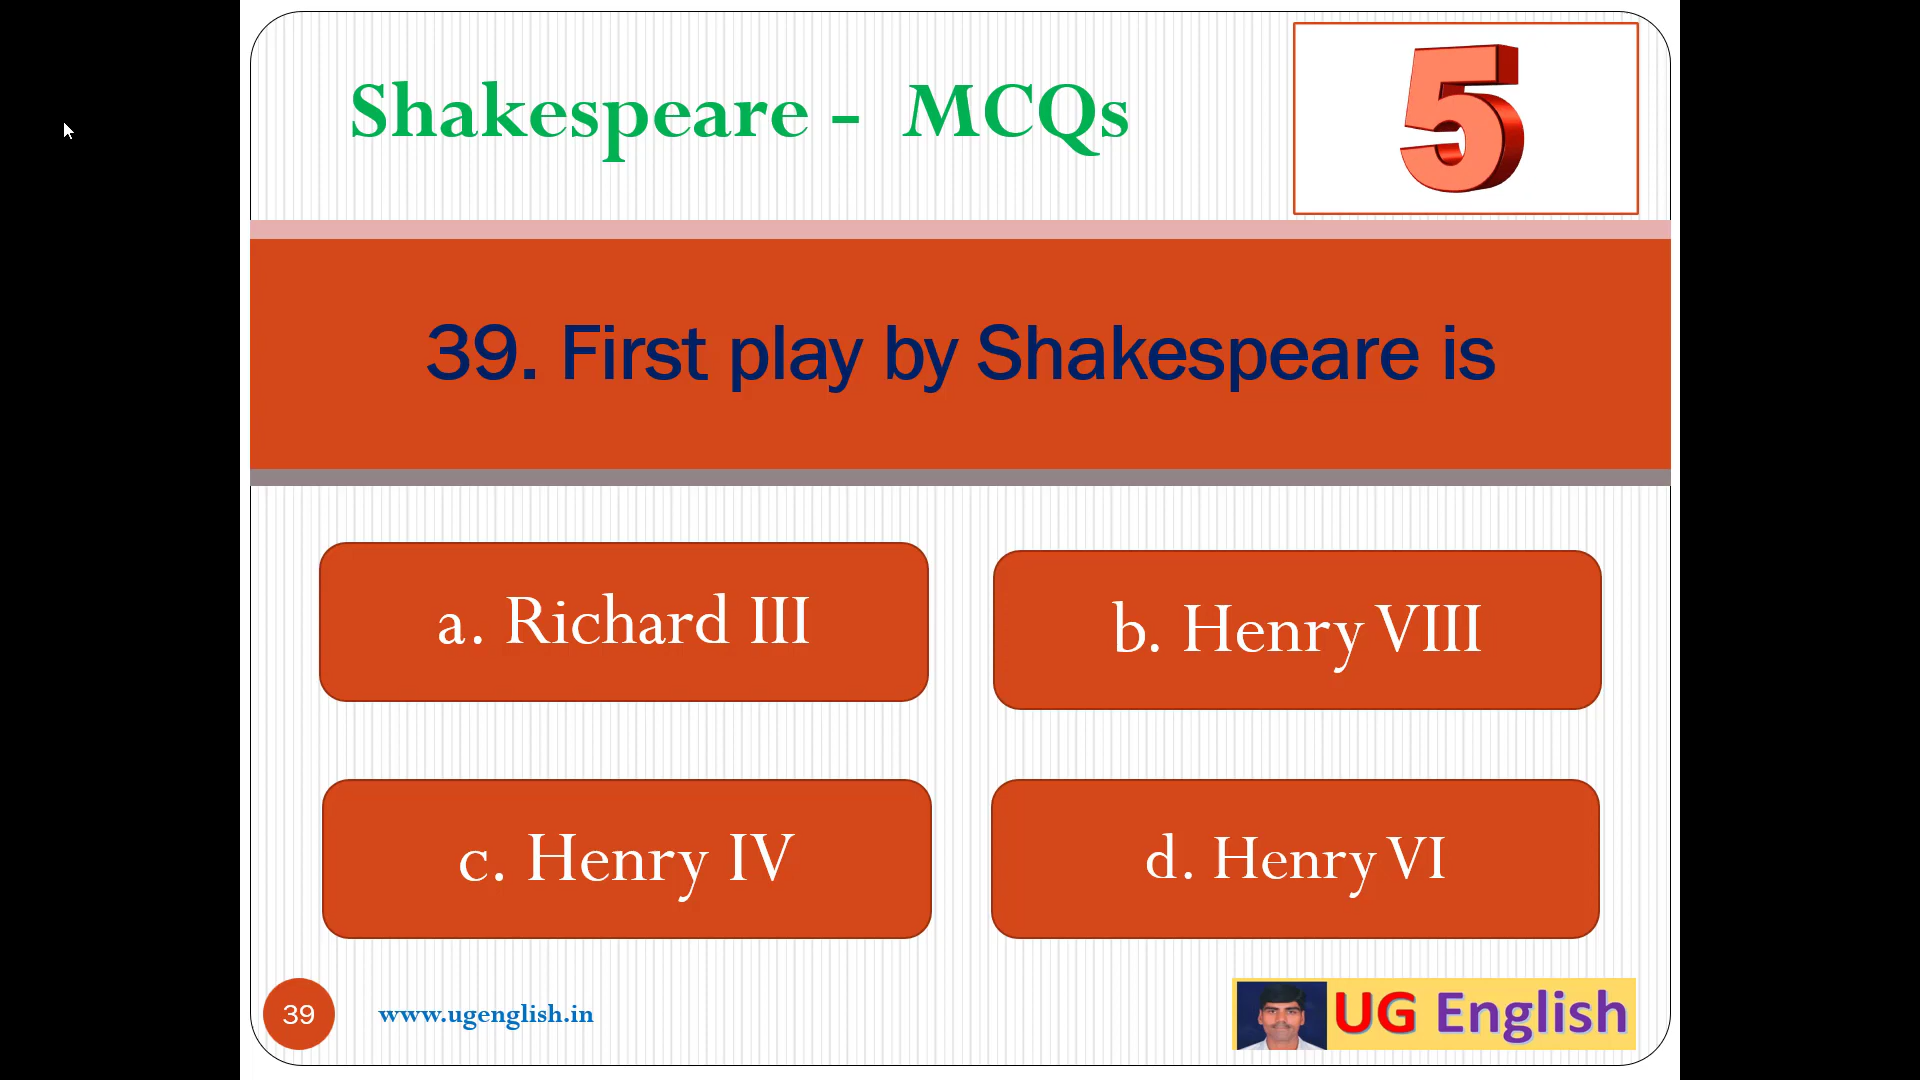 Shakespeare - MCQs
5
39. First play by Shakespeare is
a. Richard III
b. Henry VIII
c. Henry IV
d. Henry VI
39
www.ugenglish.in
UG English